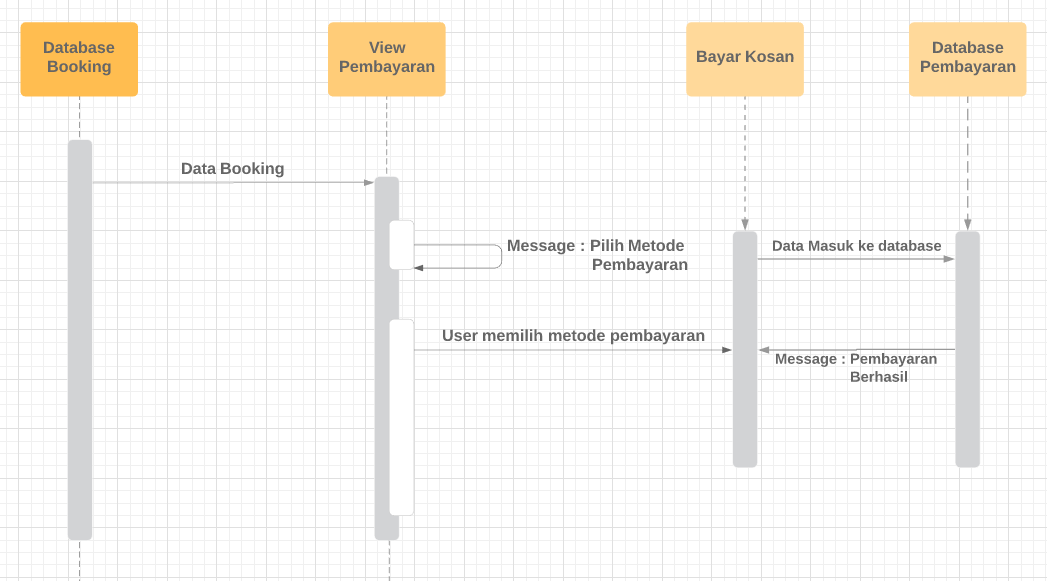 Database
Booking
View
Pembayaran
Bayar Kosan
Database
Pembayaran
Data Booking
Message : Pilih Metode
Pembayaran
Data Masuk ke database
User memilih metode pembayaran
Message : Pembayaran
Berhasil